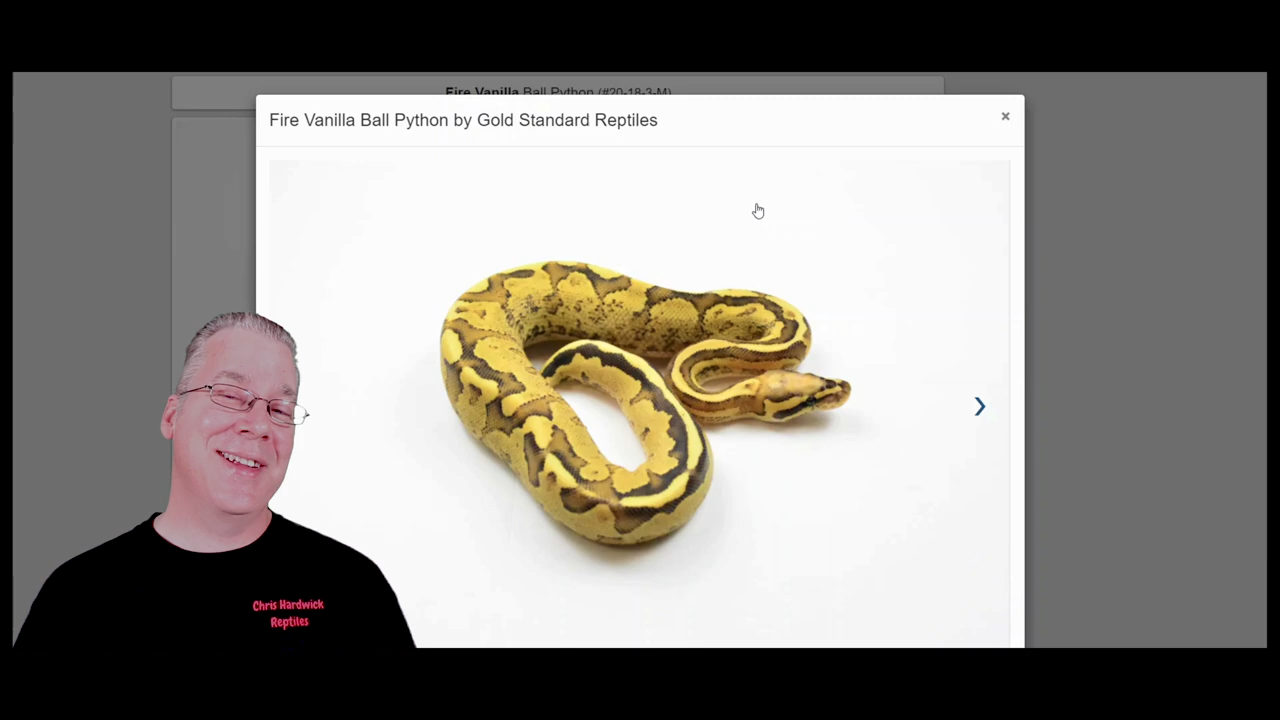 Fire Vanilla Ball Python (#20-18-3-M)
Fire Vanilla Ball Python by Gold Standard Reptiles
×
Chris Hardwick
Reptiles